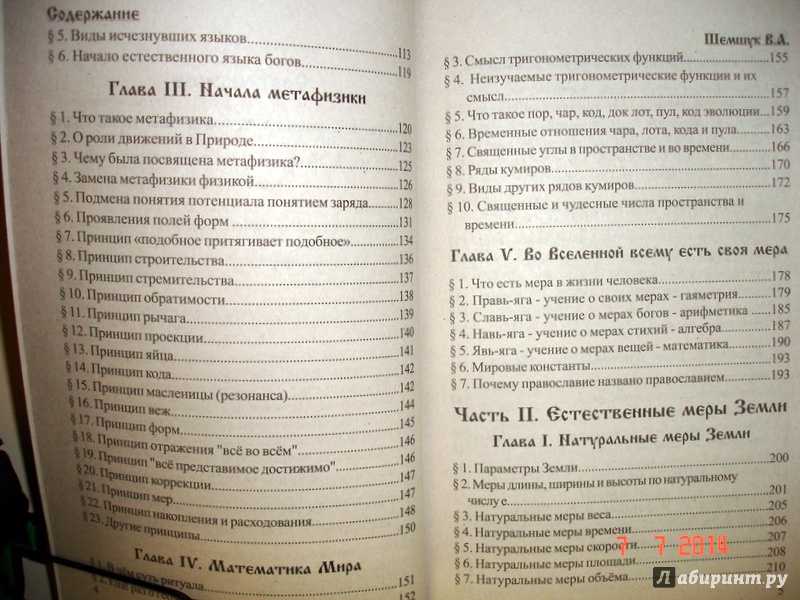 Содержание
§ 5. Виды исчезнувших языков..........113
§ 6. Начало естественного языка богов..........119
Глава III. Начала метафизики
§ 1. Что такое метафизика..........120
§ 2. О роли движений в Природе..........123
§ 3. Чему была посвящена метафизика?..........125
§ 4. Замена метафизики физикой..........126
§ 5. Подмена понятия потенциала понятием заряда..........128
§ 6. Проявления полей форм..........131
§ 7. Принцип «подобное притягивает подобное»..........134
§ 8. Принцип строительства..........136
§ 9. Принцип стремительства..........137
§ 10. Принцип обратимости..........138
§ 11. Принцип рычага..........139
§ 12. Принцип проекции..........140
§ 13. Принцип яйца..........141
§ 14. Принцип кода..........142
§ 15. Принцип масленицы (резонанса)..........142
§ 16. Принцип веж..........144
§ 17. Принцип форм..........145
§ 18. Принцип отражения "всё во всём"..........146
§ 19. Принцип "всё представимое достижимо"..........146
§ 20. Принцип коррекции..........147
§ 21. Принцип мер..........147
§ 22. Принцип накопления и расходования..........148
§ 23. Другие принципы..........150
Глава IV. Математика Мира
§ 1. В чём суть ритуала..........151
§ 2. Ещё раз о..........152
4
Шемшук В.А.
§ 3. Смысл тригонометрических функций..........155
§ 4. Неизучаемые тригонометрические функции и их
смысл..........157
§ 5. Что такое пор, чар, код, док лот, пул, код эволюции..........159
§ 6. Временные отношения чара, лота, кода и пула..........163
§ 7. Священные углы в пространстве и во времени..........166
§ 8. Ряды кумиров..........170
§ 9. Виды других рядов кумиров..........172
§ 10. Священные и чудесные числа пространства и
времени..........175
Глава V. Во Вселенной всему есть своя мера
§ 1. Что есть мера в жизни человека..........178
§ 2. Правь-яга - учение о своих мерах - гаяметрия..........179
§ 3. Славь-яга - учение о мерах богов - арифметика..........185
§ 4. Навь-яга - учение о мерах стихий - алгебра..........187
§ 5. Явь-яга - учение о мерах вещей - математика..........190
§ 6. Мировые константы..........193
§ 7. Почему православие названо православием..........193
Часть II. Естественные меры Земли
Глава I. Натуральные меры Земли
§ 1. Параметры Земли..........200
§ 2. Меры длины, ширины и высоты по натуральному
числу е..........201
§ 3. Натуральные меры веса..........205
§ 4. Натуральные меры времени..........206
§ 5. Натуральные меры скорости..........207
§ 6. Натуральные меры площади..........208
§ 7. Натуральные меры объёма..........210
5
7 7 2014
Лабиринт.ру